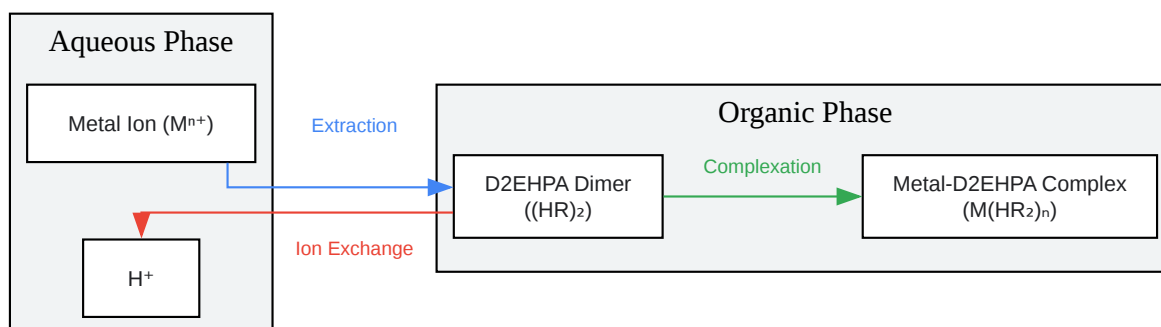 Aqueous Phase
Metal Ion (Mⁿ⁺)
Extraction
Organic Phase
D2EHPA Dimer
((HR)₂)
Complexation
Metal-D2EHPA Complex
(M(HR₂)ₙ)
Ion Exchange
H⁺